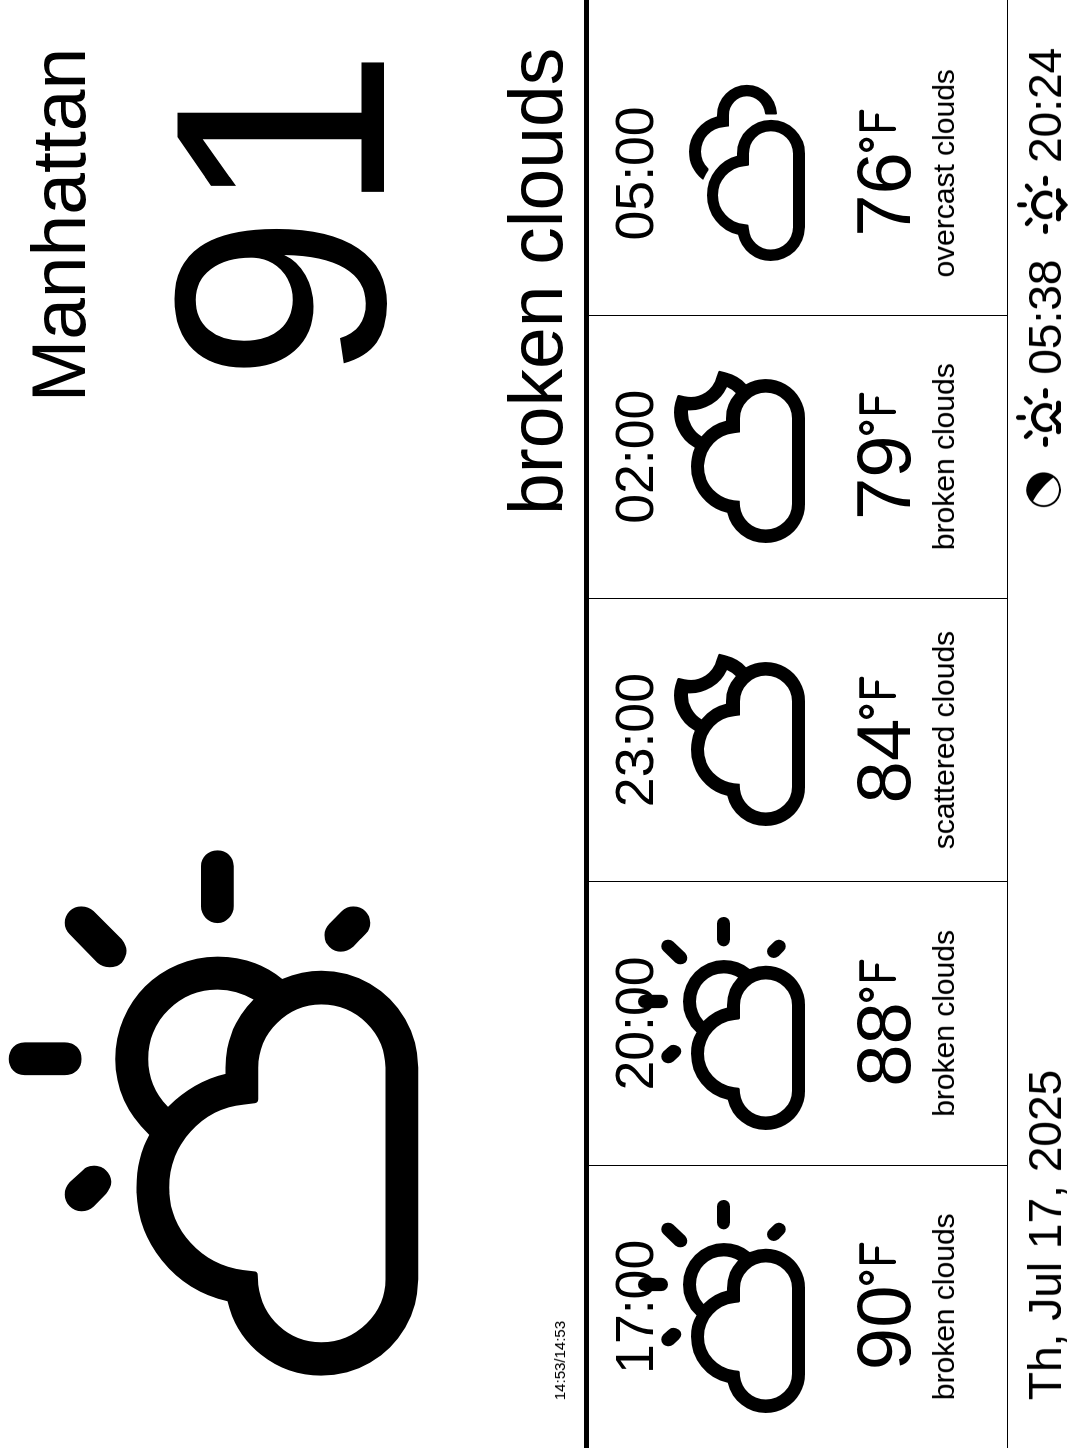 Manhattan
91
broken clouds
14:53/14:53
17:00
90°F
broken clouds
20:00
88°F
broken clouds
23:00
84°F
scattered clouds
02:00
79°F
broken clouds
05:00
76°F
overcast clouds
Th, Jul 17, 2025
05:38
20:24